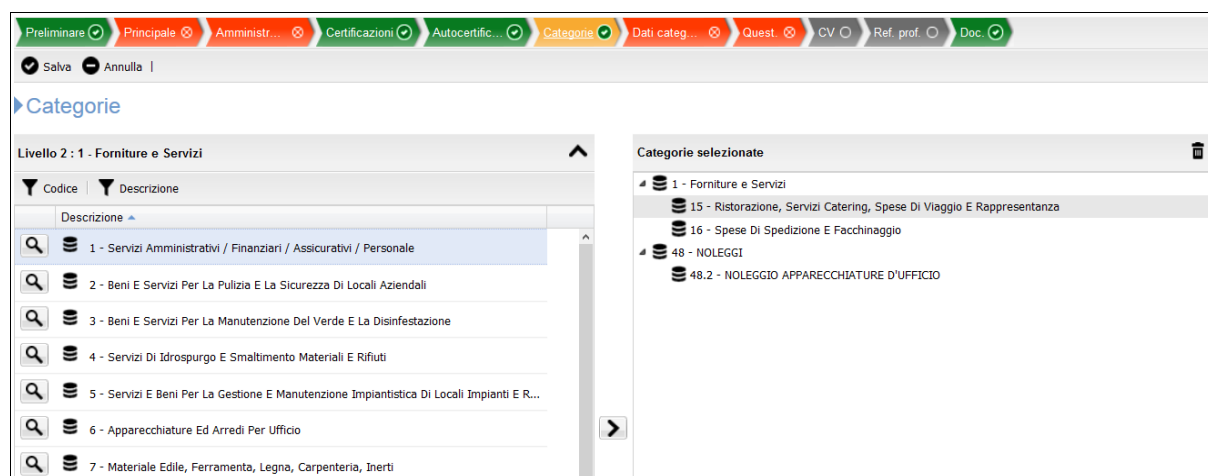 Preliminare Principale Amministr... Certificazioni Autocertific... Categorie Dati categ... Quest. CV Ref. prof. Doc.
Salva Annulla |
Categorie
Livello 2 : 1 - Forniture e Servizi
Codice Descrizione
Descrizione
1 - Servizi Amministrativi / Finanziari / Assicurativi / Personale
2 - Beni E Servizi Per La Pulizia E La Sicurezza Di Locali Aziendali
3 - Beni E Servizi Per La Manutenzione Del Verde E La Disinfestazione
4 - Servizi Di Idrospurgo E Smaltimento Materiali E Rifiuti
5 - Servizi E Beni Per La Gestione E Manutenzione Impiantistica Di Locali Impianti E R...
6 - Apparecchiature Ed Arredi Per Ufficio
7 - Materiale Edile, Ferramenta, Legna, Carpenteria, Inerti
Categorie selezionate
1 - Forniture e Servizi
15 - Ristorazione, Servizi Catering, Spese Di Viaggio E Rappresentanza
16 - Spese Di Spedizione E Facchinaggio
48 - NOLEGGI
48.2 - NOLEGGIO APPARECCHIATURE D'UFFICIO